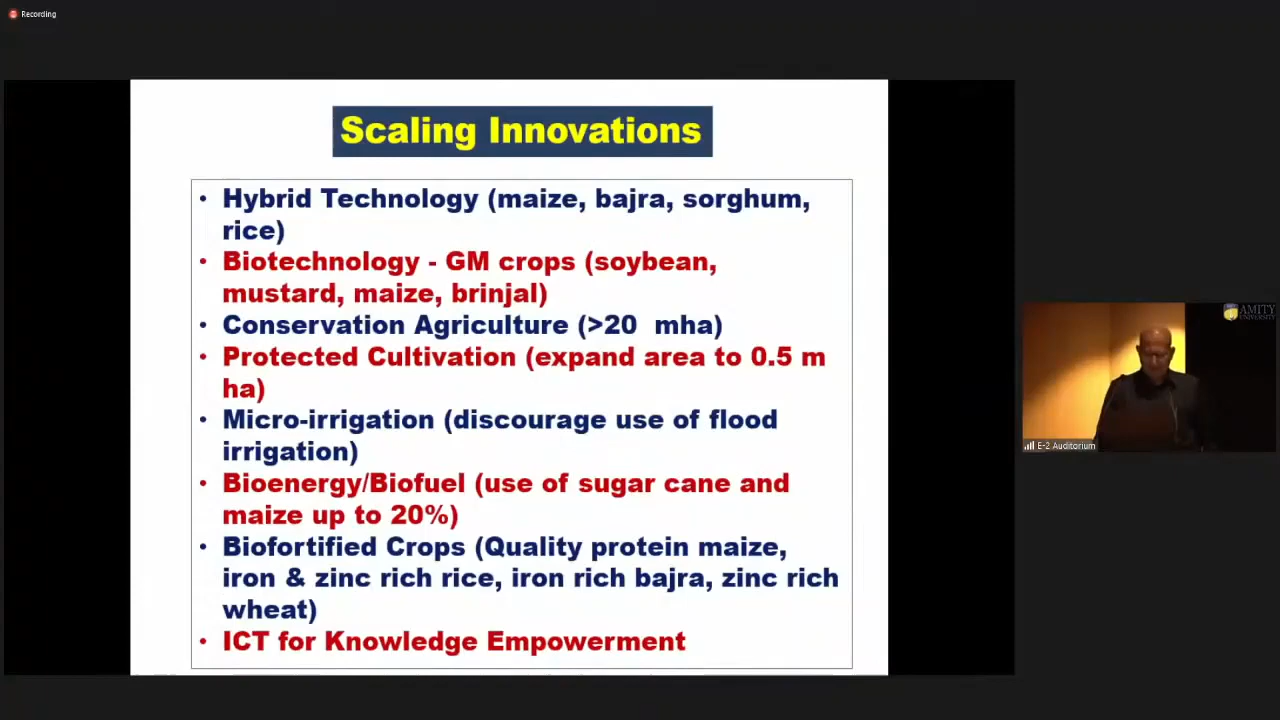 Recording
Scaling Innovations
• Hybrid Technology (maize, bajra, sorghum,
rice)
• Biotechnology - GM crops (soybean,
mustard, maize, brinjal)
• Conservation Agriculture (>20 mha)
• Protected Cultivation (expand area to 0.5 m
ha)
• Micro-irrigation (discourage use of flood
irrigation)
• Bioenergy/Biofuel (use of sugar cane and
maize up to 20%)
• Biofortified Crops (Quality protein maize,
iron & zinc rich rice, iron rich bajra, zinc rich
wheat)
• ICT for Knowledge Empowerment
AMITY
UNIVERSITY
E-2 Auditorium